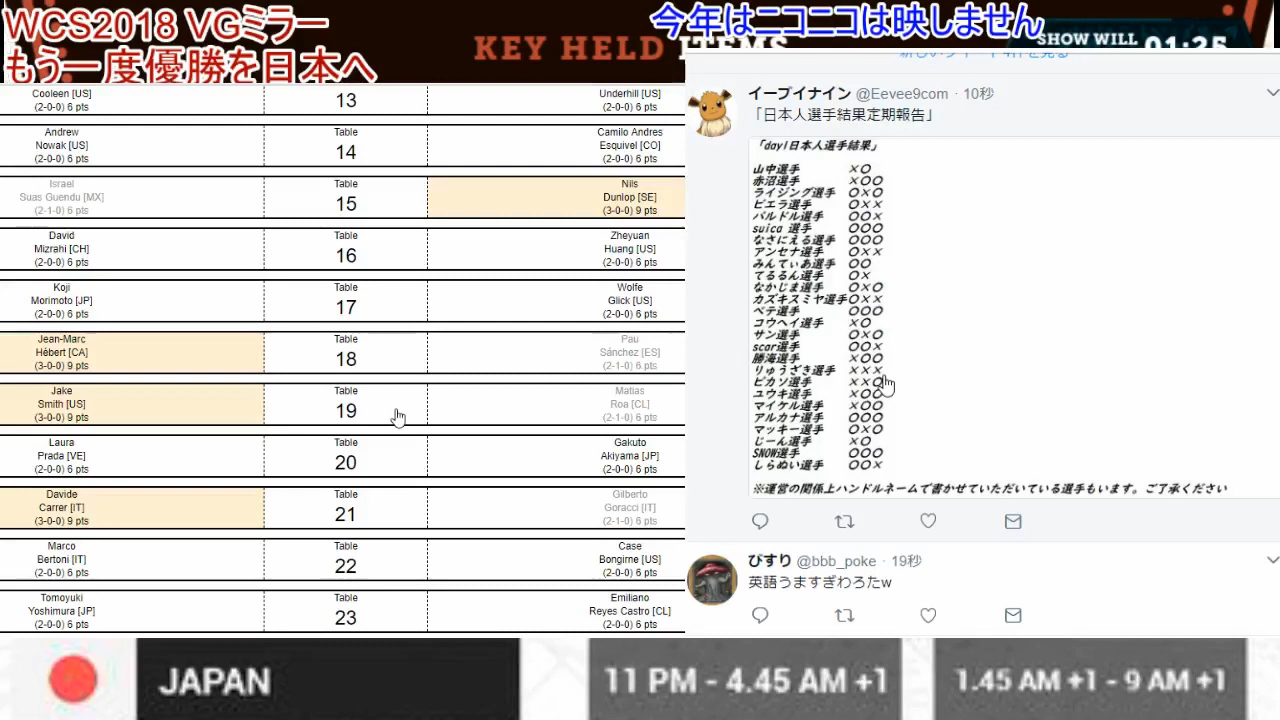 WCS2018 VGミラー
もう一度優勝を日本へ
KEY HELD ITEMS
今年はニコニコは映しません
SHOW WILL
01:25
Cooleen [US]
(2-0-0) 6 pts
13
Underhill [US]
(2-0-0) 6 pts
Andrew
Nowak [US]
(2-0-0) 6 pts
Table
14
Camilo Andres
Esquivel [CO]
(2-0-0) 6 pts
Israel
Suas Guendu [MX]
(2-1-0) 6 pts
Table
15
Nils
Dunlop [SE]
(3-0-0) 9 pts
David
Mizrahi [CH]
(2-0-0) 6 pts
Table
16
Zheyuan
Huang [US]
(2-0-0) 6 pts
Koji
Morimoto [JP]
(2-0-0) 6 pts
Table
17
Wolfe
Glick [US]
(2-0-0) 6 pts
Jean-Marc
Hébert [CA]
(3-0-0) 9 pts
Table
18
Pau
Sánchez [ES]
(2-1-0) 6 pts
Jake
Smith [US]
(3-0-0) 9 pts
Table
19
Matias
Roa [CL]
(2-1-0) 6 pts
Laura
Prada [VE]
(2-0-0) 6 pts
Table
20
Gakuto
Akiyama [JP]
(2-0-0) 6 pts
Davide
Carrer [IT]
(3-0-0) 9 pts
Table
21
Gilberto
Goracci [IT]
(2-1-0) 6 pts
Marco
Bertoni [IT]
(2-0-0) 6 pts
Table
22
Case
Bongirne [US]
(2-0-0) 6 pts
Tomoyuki
Yoshimura [JP]
(2-0-0) 6 pts
Table
23
Emiliano
Reyes Castro [CL]
(2-0-0) 6 pts
イーブイナイン @Eevee9com · 10秒
「日本人選手結果定期報告」
「day1日本人選手結果」
山中選手 ×○
赤沼選手 ×○○
ライジング選手 ○×○
ビエラ選手 ○××
バルドル選手 ○○×
suica 選手 ○○○
なさにえる選手 ○○○
アンセナ選手 ○××
みんてぃあ選手 ○○
てるるん選手 ○×
なかじま選手 ○×○
カズキスミヤ選手○××
ペテ選手 ○○○
コウヘイ選手 ×○
サン選手 ○×○
scar選手 ○○×
勝海選手 ×○○
りゅうざき選手 ×××
ピカソ選手 ××○
ユウキ選手 ×○○
マイケル選手 ×○○
アルカナ選手 ○○○
マッキー選手 ○×○
じーん選手 ×○
SNOW選手 ○○○
しらぬい選手 ○○×
※運営の関係上ハンドルネームで書かせていただいている選手もいます。ご了承ください
びすり @bbb_poke · 19秒
英語うますぎわろたw
JAPAN
11 PM - 4.45 AM +1
1.45 AM +1 - 9 AM +1